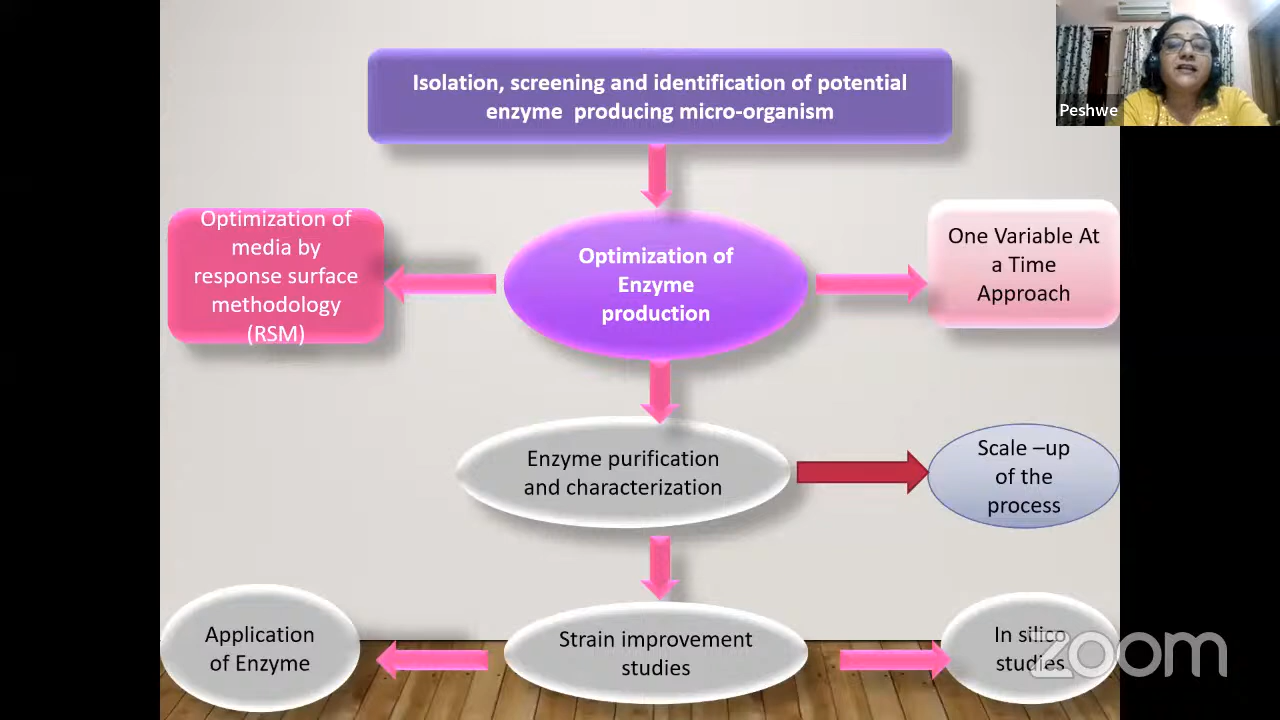 Isolation, screening and identification of potential
enzyme producing micro-organism
Peshwe
Optimization of
media by
response surface
methodology
(RSM)
Optimization of
Enzyme
production
One Variable At
a Time
Approach
Enzyme purification
and characterization
Scale –up
of the
process
Application
of Enzyme
Strain improvement
studies
In silico
studies
zoom